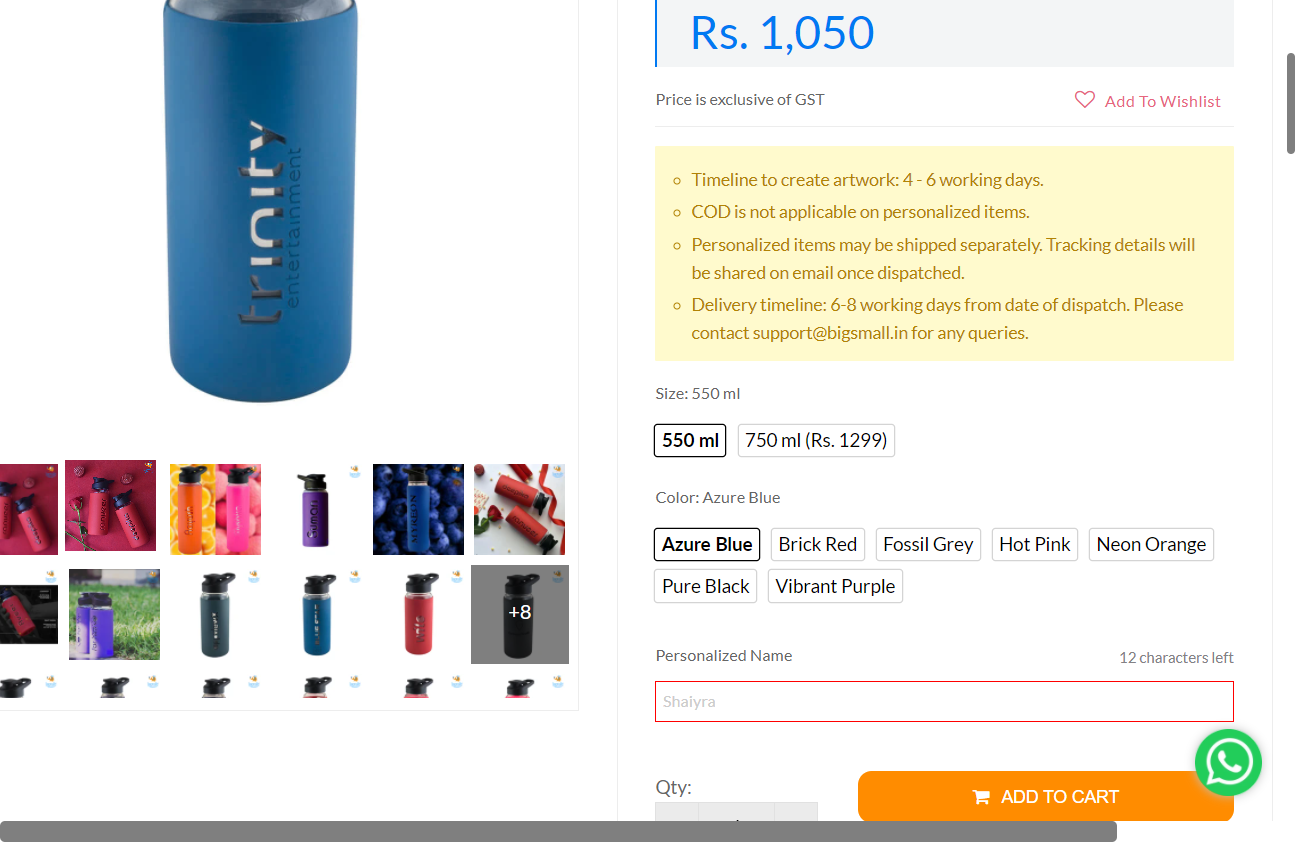 trinity
entertainment
+8
Rs. 1,050
Price is exclusive of GST
Add To Wishlist
Timeline to create artwork: 4 - 6 working days.
COD is not applicable on personalized items.
Personalized items may be shipped separately. Tracking details will
be shared on email once dispatched.
Delivery timeline: 6-8 working days from date of dispatch. Please
contact support@bigsmall.in for any queries.
Size: 550 ml
550 ml
750 ml (Rs. 1299)
Color: Azure Blue
Azure Blue
Brick Red
Fossil Grey
Hot Pink
Neon Orange
Pure Black
Vibrant Purple
Personalized Name
12 characters left
Shaiyra
Qty:
ADD TO CART